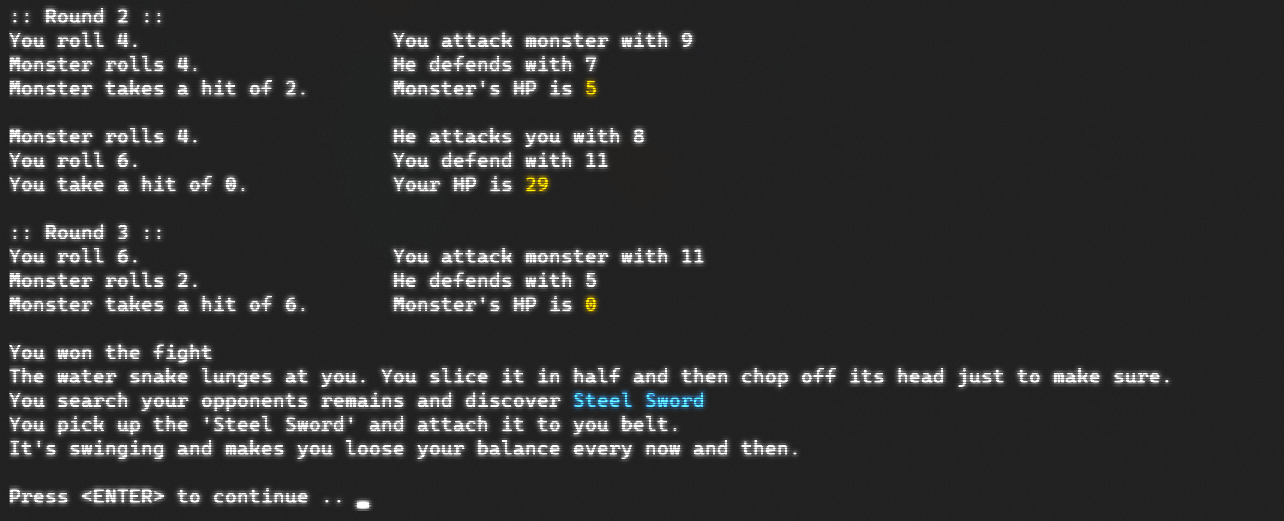 :: Round 2 ::
You roll 4. You attack monster with 9
Monster rolls 4. He defends with 7
Monster takes a hit of 2. Monster's HP is 5
Monster rolls 4. He attacks you with 8
You roll 6. You defend with 11
You take a hit of 0. Your HP is 29
:: Round 3 ::
You roll 6. You attack monster with 11
Monster rolls 2. He defends with 5
Monster takes a hit of 6. Monster's HP is 0
You won the fight
The water snake lunges at you. You slice it in half and then chop off its head just to make sure.
You search your opponents remains and discover Steel Sword
You pick up the 'Steel Sword' and attach it to you belt.
It's swinging and makes you loose your balance every now and then.
Press <ENTER> to continue ..